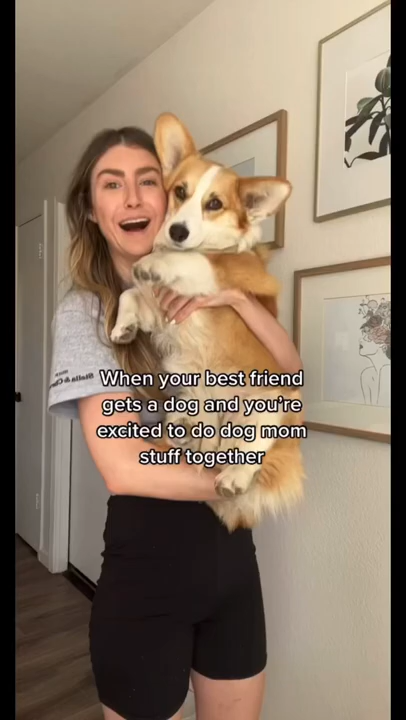 When your best friend
gets a dog and you're
excited to do dog mom
stuff together